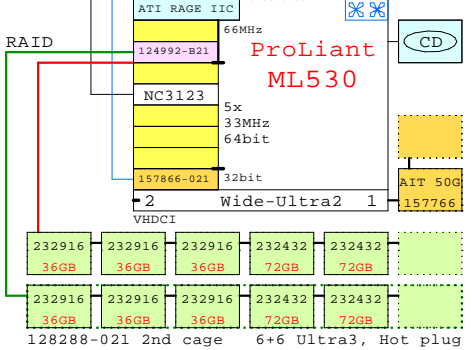 ATI RAGE IIC
66MHz
RAID
124992-B21
ProLiant
CD
ML530
NC3123
5x
33MHz
64bit
157866-021
32bit
AIT 50G
2 Wide-Ultra2 1
157766
VHDCI
232916 232916 232916 232432 232432
36GB 36GB 36GB 72GB 72GB
232916 232916 232916 232432 232432
36GB 36GB 36GB 72GB 72GB
128288-021 2nd cage 6+6 Ultra3, Hot plug